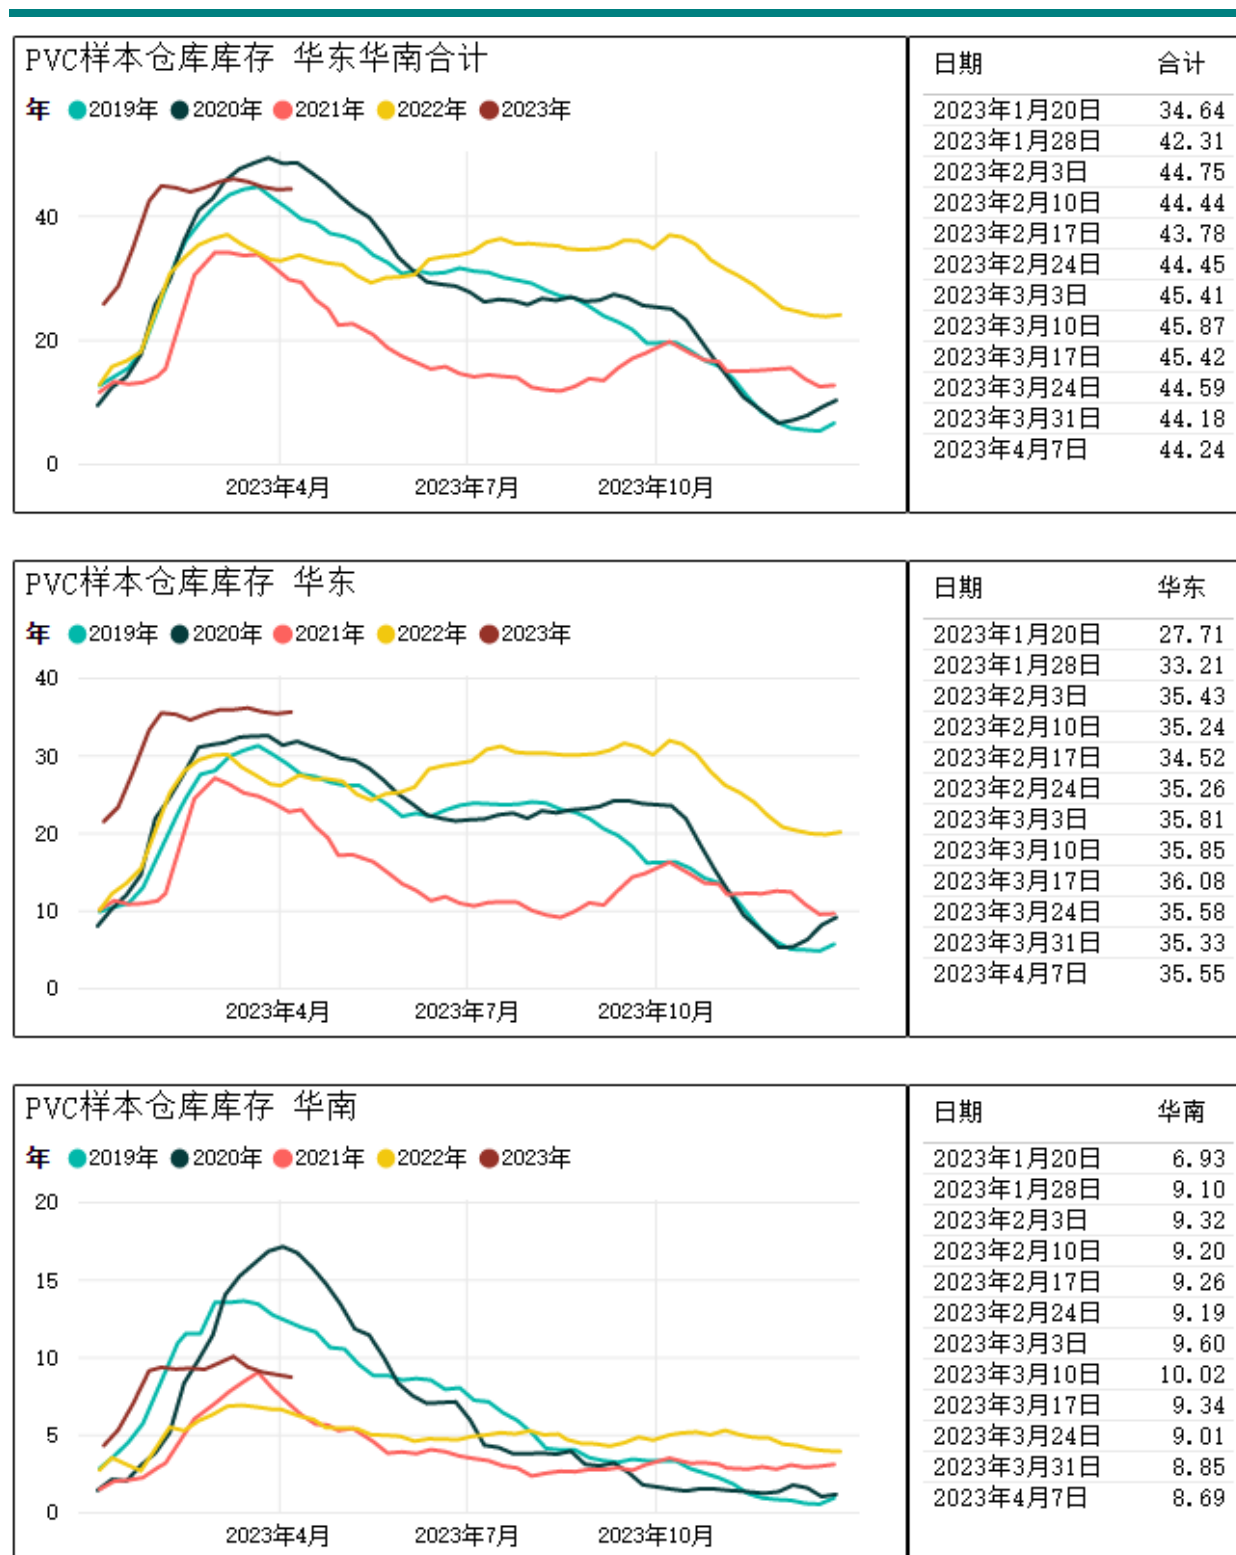 PVC样本仓库库存 华东华南合计
年 2019年 2020年 2021年 2022年 2023年
40
20
0
2023年4月 2023年7月 2023年10月
日期 合计
2023年1月20日 34.64
2023年1月28日 42.31
2023年2月3日 44.75
2023年2月10日 44.44
2023年2月17日 43.78
2023年2月24日 44.45
2023年3月3日 45.41
2023年3月10日 45.87
2023年3月17日 45.42
2023年3月24日 44.59
2023年3月31日 44.18
2023年4月7日 44.24
PVC样本仓库库存 华东
年 2019年 2020年 2021年 2022年 2023年
40
30
20
10
0
2023年4月 2023年7月 2023年10月
日期 华东
2023年1月20日 27.71
2023年1月28日 33.21
2023年2月3日 35.43
2023年2月10日 35.24
2023年2月17日 34.52
2023年2月24日 35.26
2023年3月3日 35.81
2023年3月10日 35.85
2023年3月17日 36.08
2023年3月24日 35.58
2023年3月31日 35.33
2023年4月7日 35.55
PVC样本仓库库存 华南
年 2019年 2020年 2021年 2022年 2023年
20
15
10
5
0
2023年4月 2023年7月 2023年10月
日期 华南
2023年1月20日 6.93
2023年1月28日 9.10
2023年2月3日 9.32
2023年2月10日 9.20
2023年2月17日 9.26
2023年2月24日 9.19
2023年3月3日 9.60
2023年3月10日 10.02
2023年3月17日 9.34
2023年3月24日 9.01
2023年3月31日 8.85
2023年4月7日 8.69